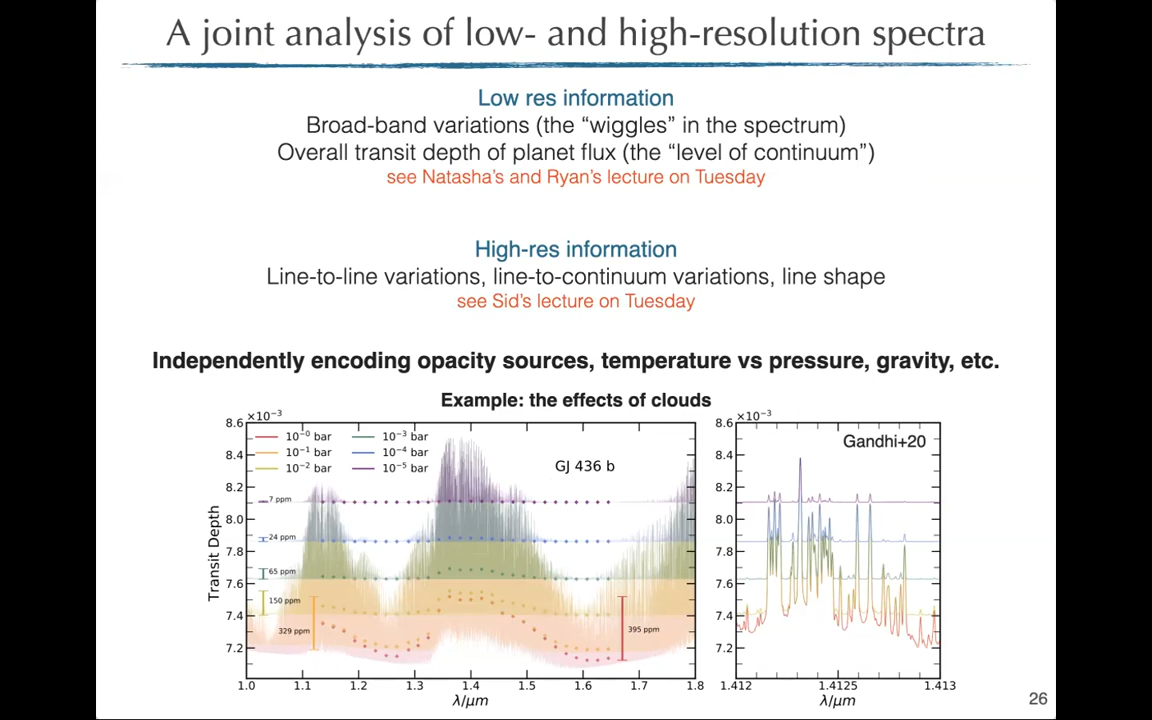 A joint analysis of low- and high-resolution spectra
Low res information
Broad-band variations (the “wiggles” in the spectrum)
Overall transit depth of planet flux (the “level of continuum”)
see Natasha’s and Ryan’s lecture on Tuesday
High-res information
Line-to-line variations, line-to-continuum variations, line shape
see Sid’s lecture on Tuesday
Independently encoding opacity sources, temperature vs pressure, gravity, etc.
Example: the effects of clouds
×10⁻³
8.6
8.4
8.2
8.0
7.8
7.6
7.4
7.2
Transit Depth
10⁻⁰ bar
10⁻¹ bar
10⁻² bar
10⁻³ bar
10⁻⁴ bar
10⁻⁵ bar
GJ 436 b
7 ppm
24 ppm
65 ppm
150 ppm
329 ppm
395 ppm
1.0 1.1 1.2 1.3 1.4 1.5 1.6 1.7 1.8
λ/μm
×10⁻³
8.6
8.4
8.2
8.0
7.8
7.6
7.4
7.2
Gandhi+20
1.412 1.4125 1.413
λ/μm
26